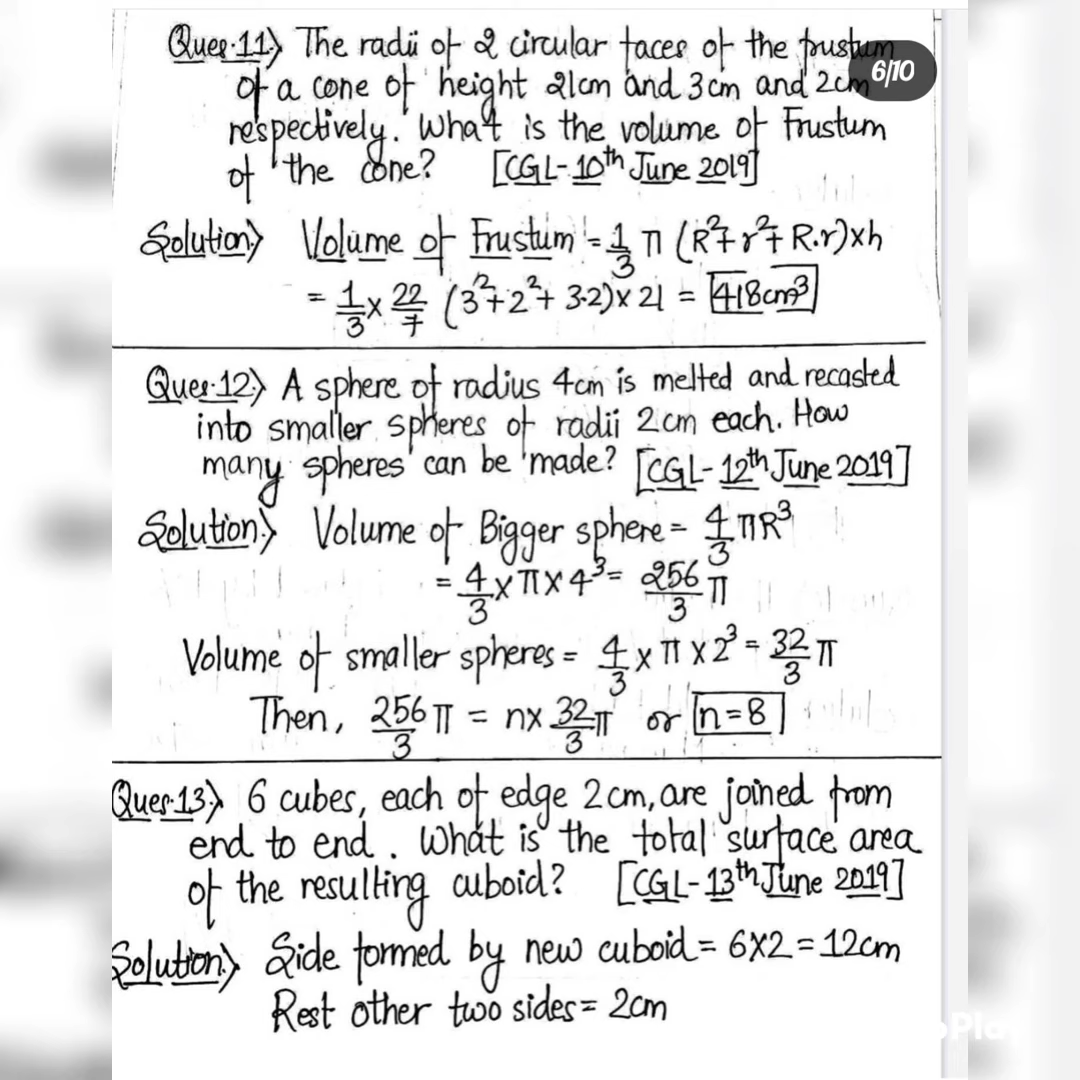 Ques.11.) The radii of 2 circular faces of the frustum
6/10
of a cone of height 21cm and 3cm and 2cm
respectively. What is the volume of Frustum
of the cone? [CGL-10th June 2019]
Solution.) Volume of Frustum = 1/3 π (R²+r²+R.r)×h
= 1/3 × 22/7 (3²+2²+3.2)×21 = 418cm³
Ques.12.) A sphere of radius 4cm is melted and recasted
into smaller spheres of radii 2cm each. How
many spheres can be made? [CGL-12th June 2019]
Solution.) Volume of Bigger sphere = 4/3 πR³
= 4/3 × π × 4³ = 256/3 π
Volume of smaller spheres = 4/3 × π × 2³ = 32/3 π
Then, 256/3 π = n× 32/3 π or n=8
Ques.13.) 6 cubes, each of edge 2cm, are joined from
end to end. What is the total surface area
of the resulting cuboid? [CGL-13th June 2019]
Solution.) Side formed by new cuboid = 6×2 = 12cm
Rest other two sides = 2cm